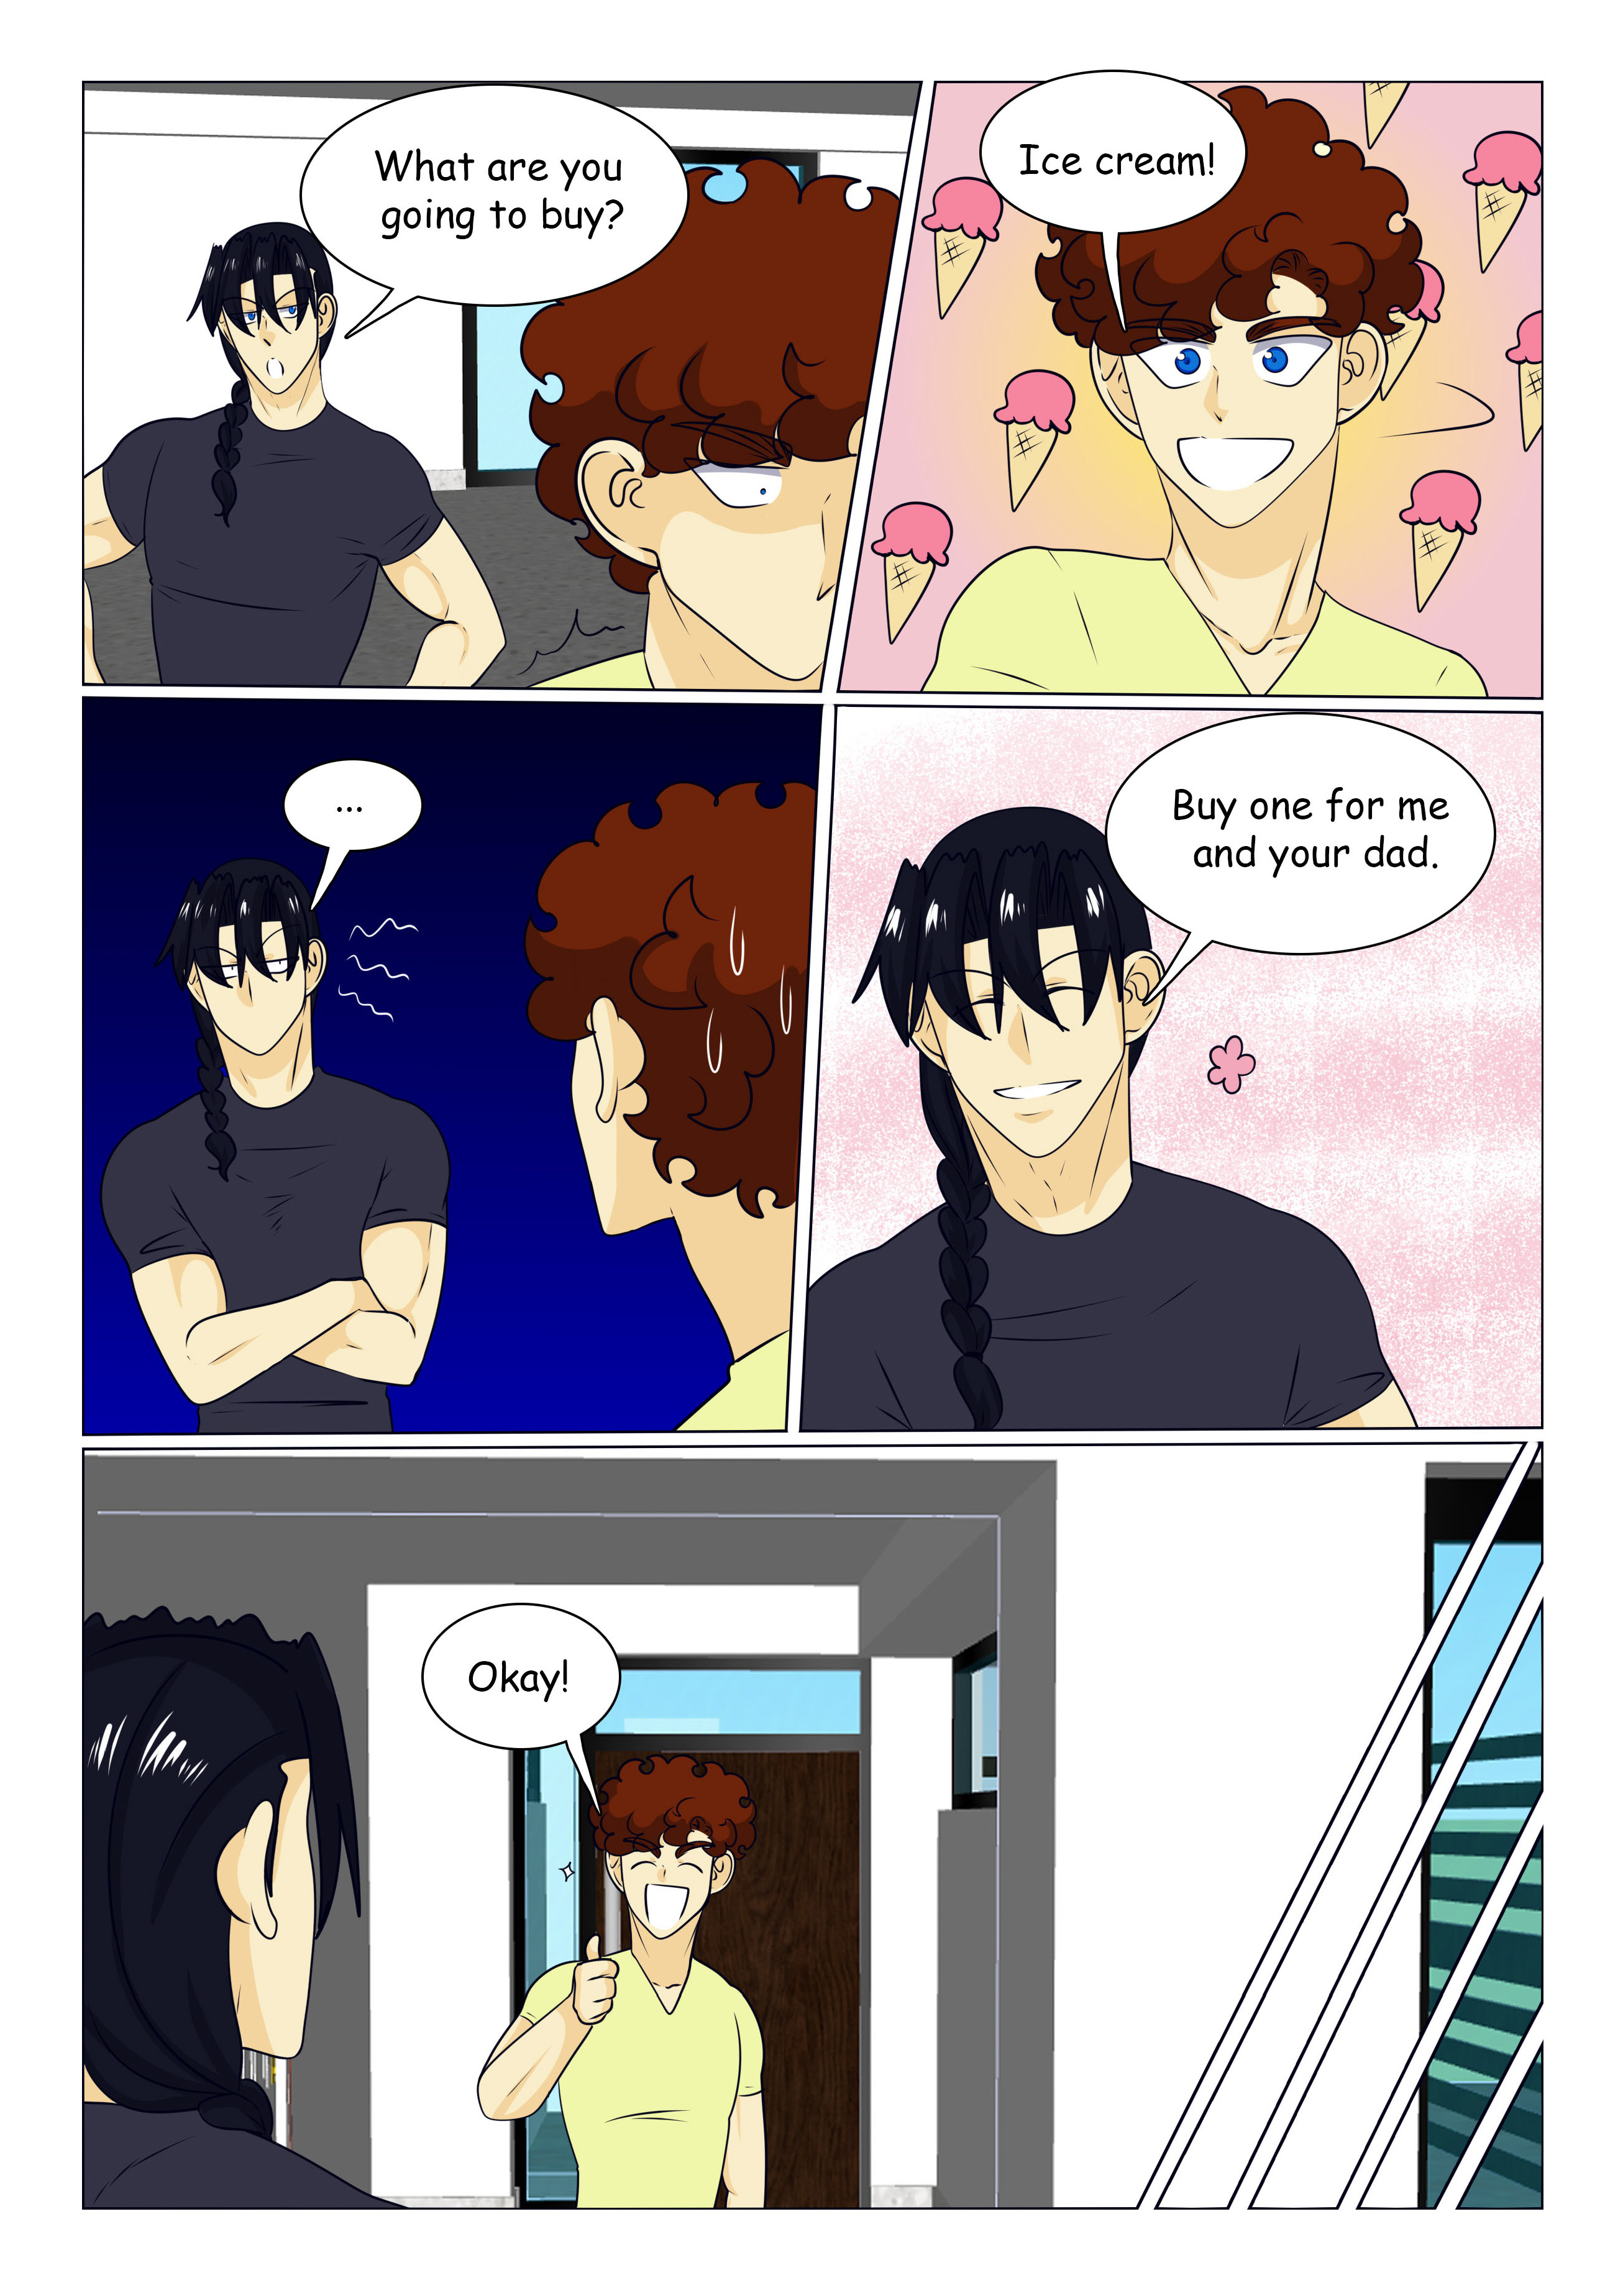 What are you
going to buy?
Ice cream!
...
Buy one for me
and your dad.
Okay!